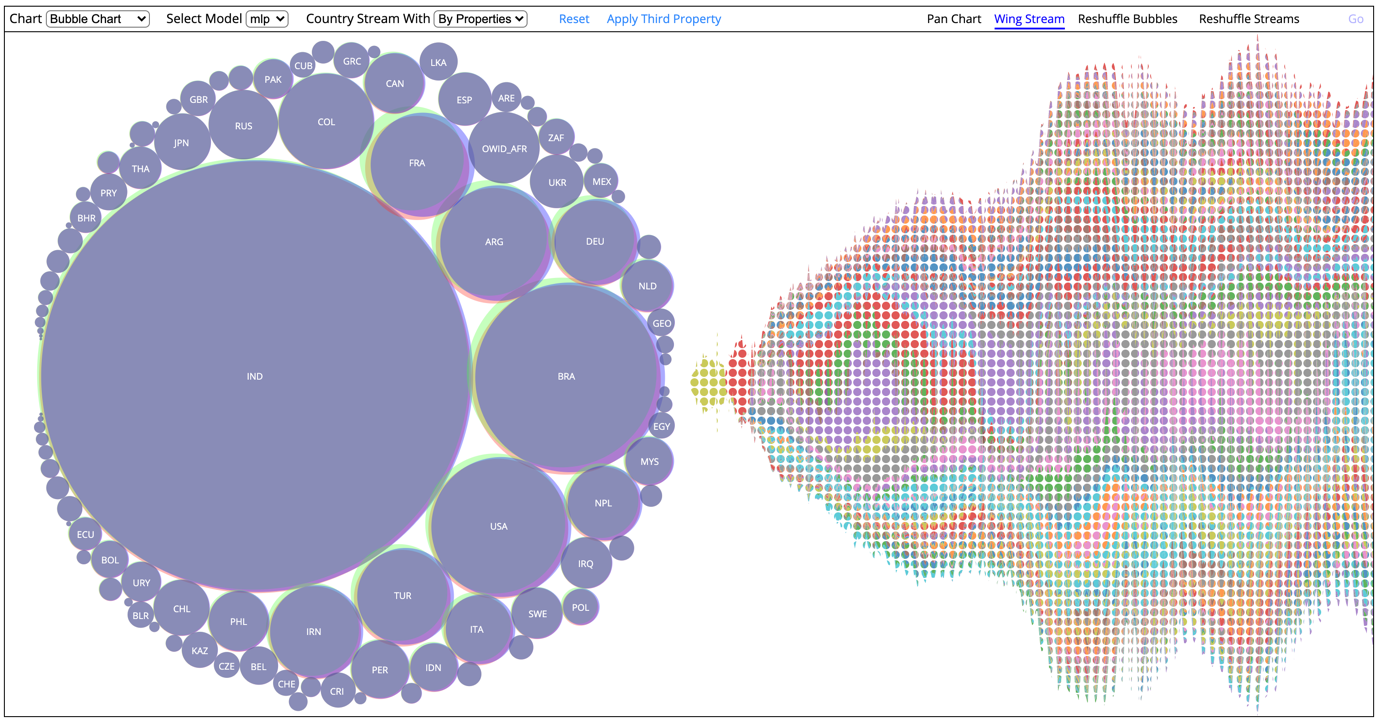 Chart Bubble Chart Select Model mlp Country Stream With By Properties Reset Apply Third Property Pan Chart Wing Stream Reshuffle Bubbles Reshuffle Streams Go
CUB
GRC
LKA
PAK
CAN
GBR
ESP
ARE
RUS
COL
JPN
ZAF
OWID_AFR
THA
FRA
UKR
MEX
PRY
BHR
ARG
DEU
NLD
GEO
IND
BRA
EGY
MYS
NPL
USA
ECU
BOL
IRQ
URY
TUR
CHL
POL
BLR
SWE
PHL
IRN
ITA
KAZ
CZE
BEL
PER
IDN
CHE
CRI